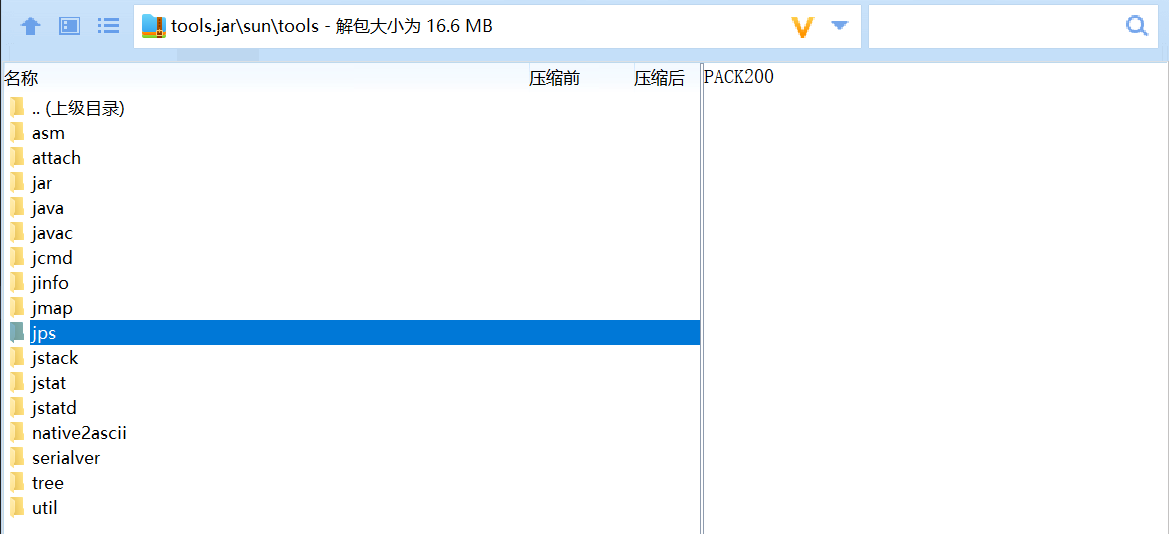 tools.jar\sun\tools - 解包大小为 16.6 MB
名称 压缩前 压缩后 PACK200
.. (上级目录)
asm
attach
jar
java
javac
jcmd
jinfo
jmap
jps
jstack
jstat
jstatd
native2ascii
serialver
tree
util